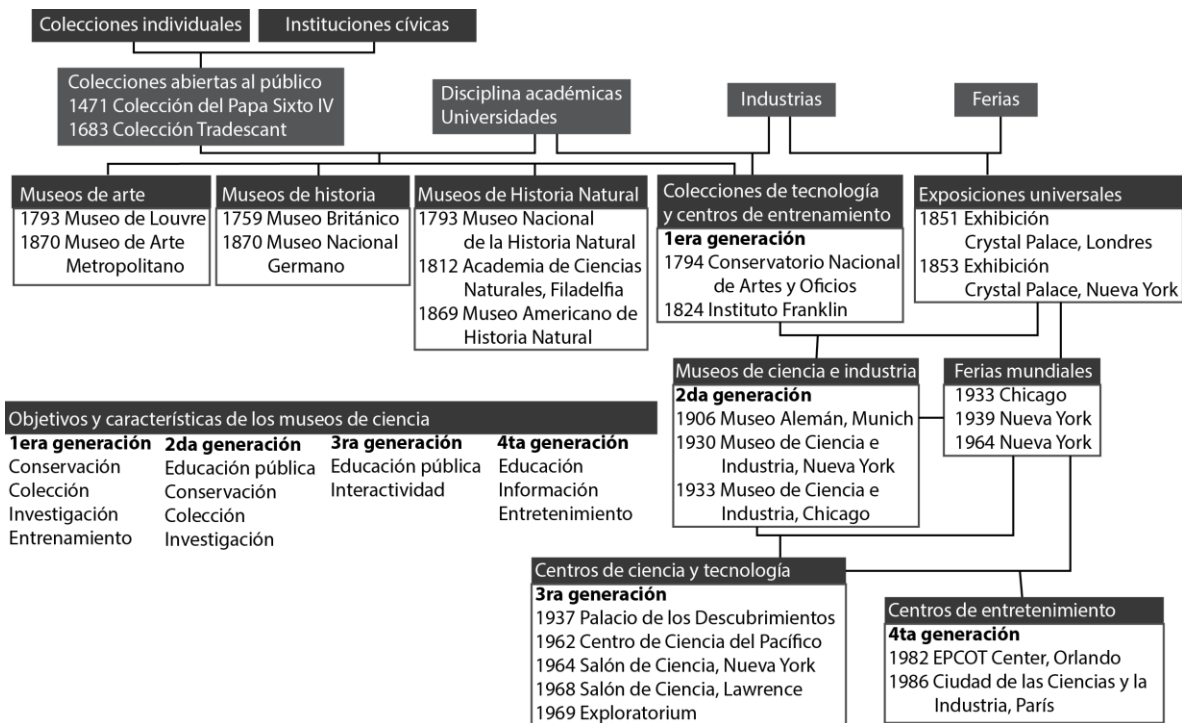 Colecciones individuales
Instituciones cívicas
Colecciones abiertas al público
1471 Colección del Papa Sixto IV
1683 Colección Tradescant
Disciplina académicas
Universidades
Industrias
Ferias
Museos de arte
1793 Museo de Louvre
1870 Museo de Arte
Metropolitano
Museos de historia
1759 Museo Británico
1870 Museo Nacional
Germano
Museos de Historia Natural
1793 Museo Nacional
de la Historia Natural
1812 Academia de Ciencias
Naturales, Filadelfia
1869 Museo Americano de
Historia Natural
Colecciones de tecnología
y centros de entrenamiento
1era generación
1794 Conservatorio Nacional
de Artes y Oficios
1824 Instituto Franklin
Exposiciones universales
1851 Exhibición
Crystal Palace, Londres
1853 Exhibición
Crystal Palace, Nueva York
Museos de ciencia e industria
2da generación
1906 Museo Alemán, Munich
1930 Museo de Ciencia e
Industria, Nueva York
1933 Museo de Ciencia e
Industria, Chicago
Ferias mundiales
1933 Chicago
1939 Nueva York
1964 Nueva York
Objetivos y características de los museos de ciencia
1era generación
Conservación
Colección
Investigación
Entrenamiento
2da generación
Educación pública
Conservación
Colección
Investigación
3ra generación
Educación pública
Interactividad
4ta generación
Educación
Información
Entretenimiento
Centros de ciencia y tecnología
3ra generación
1937 Palacio de los Descubrimientos
1962 Centro de Ciencia del Pacífico
1964 Salón de Ciencia, Nueva York
1968 Salón de Ciencia, Lawrence
1969 Exploratorium
Centros de entretenimiento
4ta generación
1982 EPCOT Center, Orlando
1986 Ciudad de las Ciencias y la
Industria, París